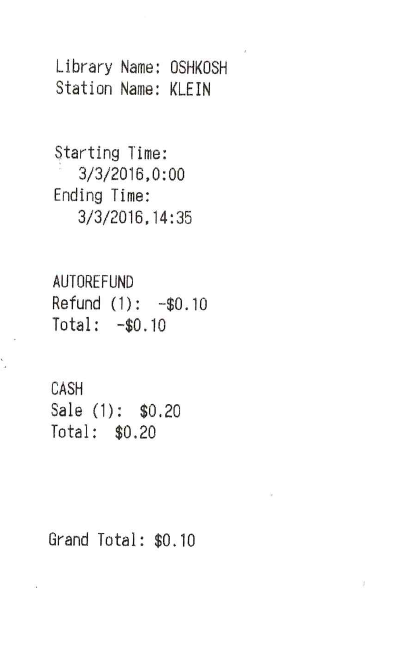 Library Name: OSHKOSH
Station Name: KLEIN
Starting Time:
3/3/2016,0:00
Ending Time:
3/3/2016,14:35
AUTOREFUND
Refund (1): -$0.10
Total: -$0.10
CASH
Sale (1): $0.20
Total: $0.20
Grand Total: $0.10